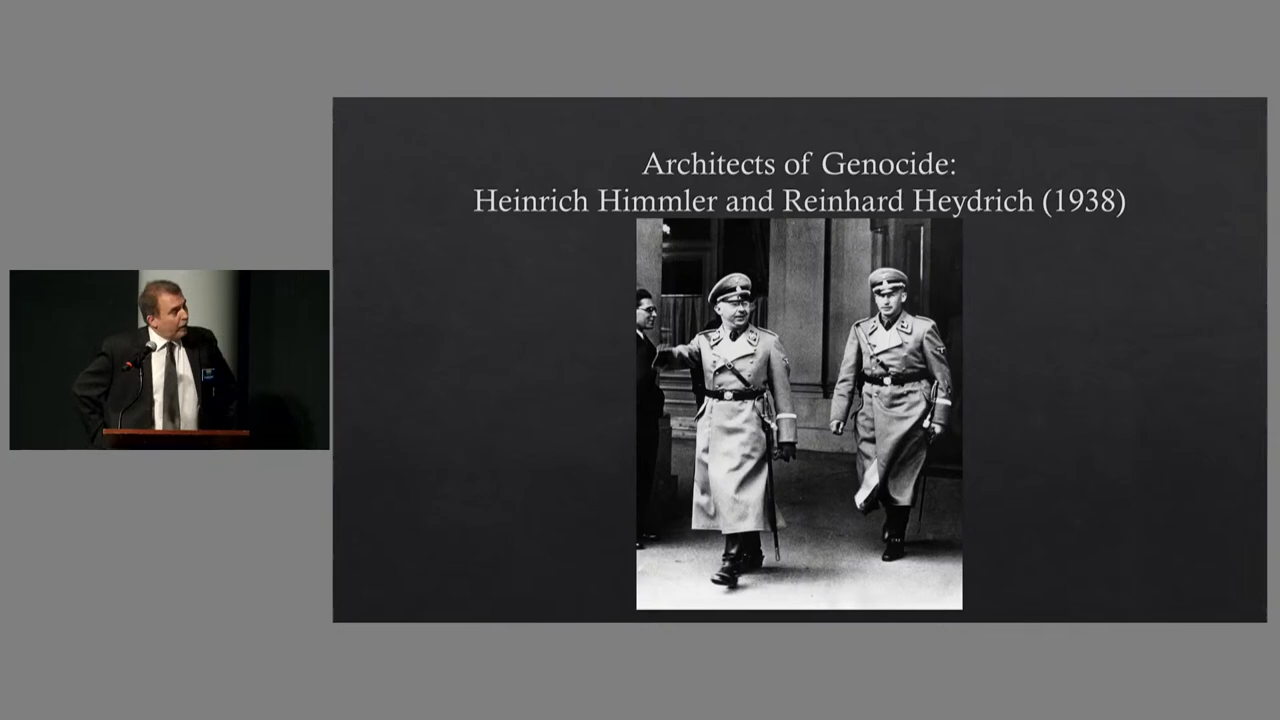 Architects of Genocide:
Heinrich Himmler and Reinhard Heydrich (1938)